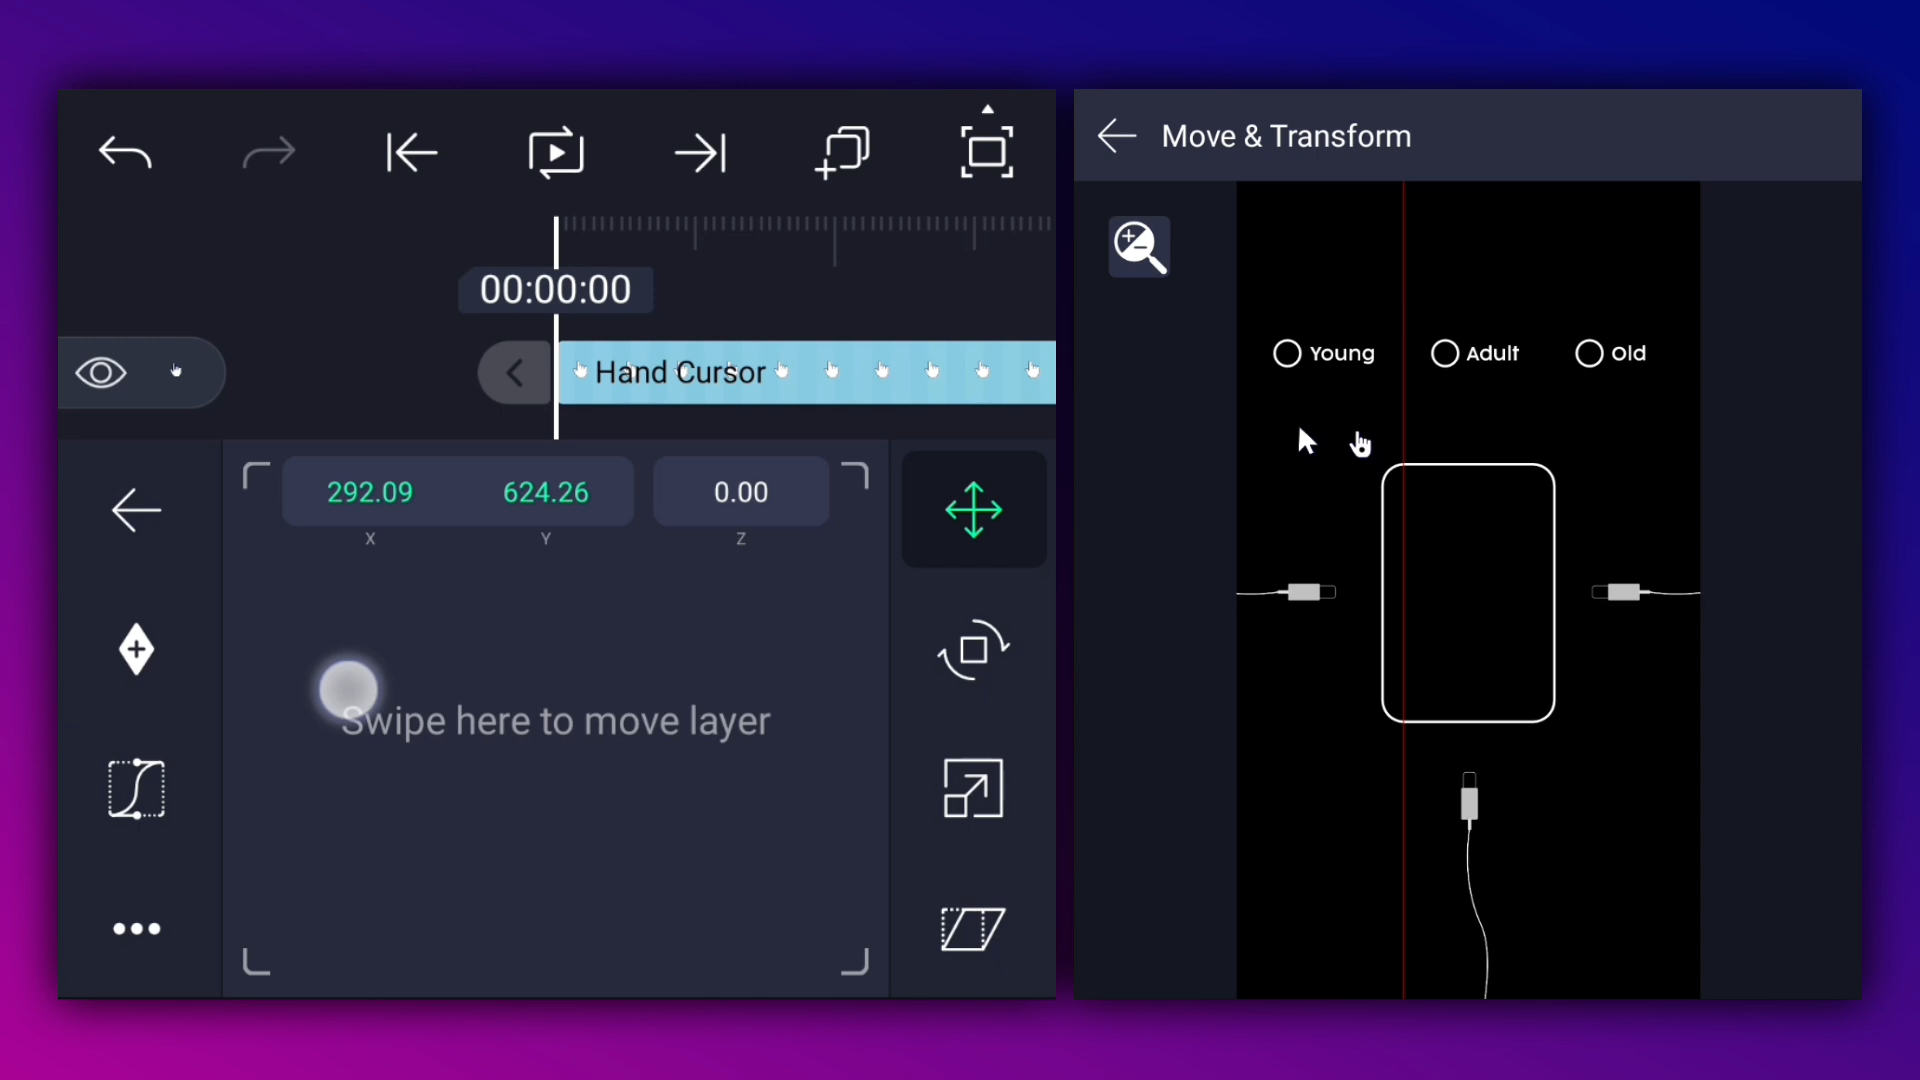 Move & Transform
00:00:00
Hand Cursor
292.09 624.26 0.00
X Y Z
Swipe here to move layer
Young Adult Old